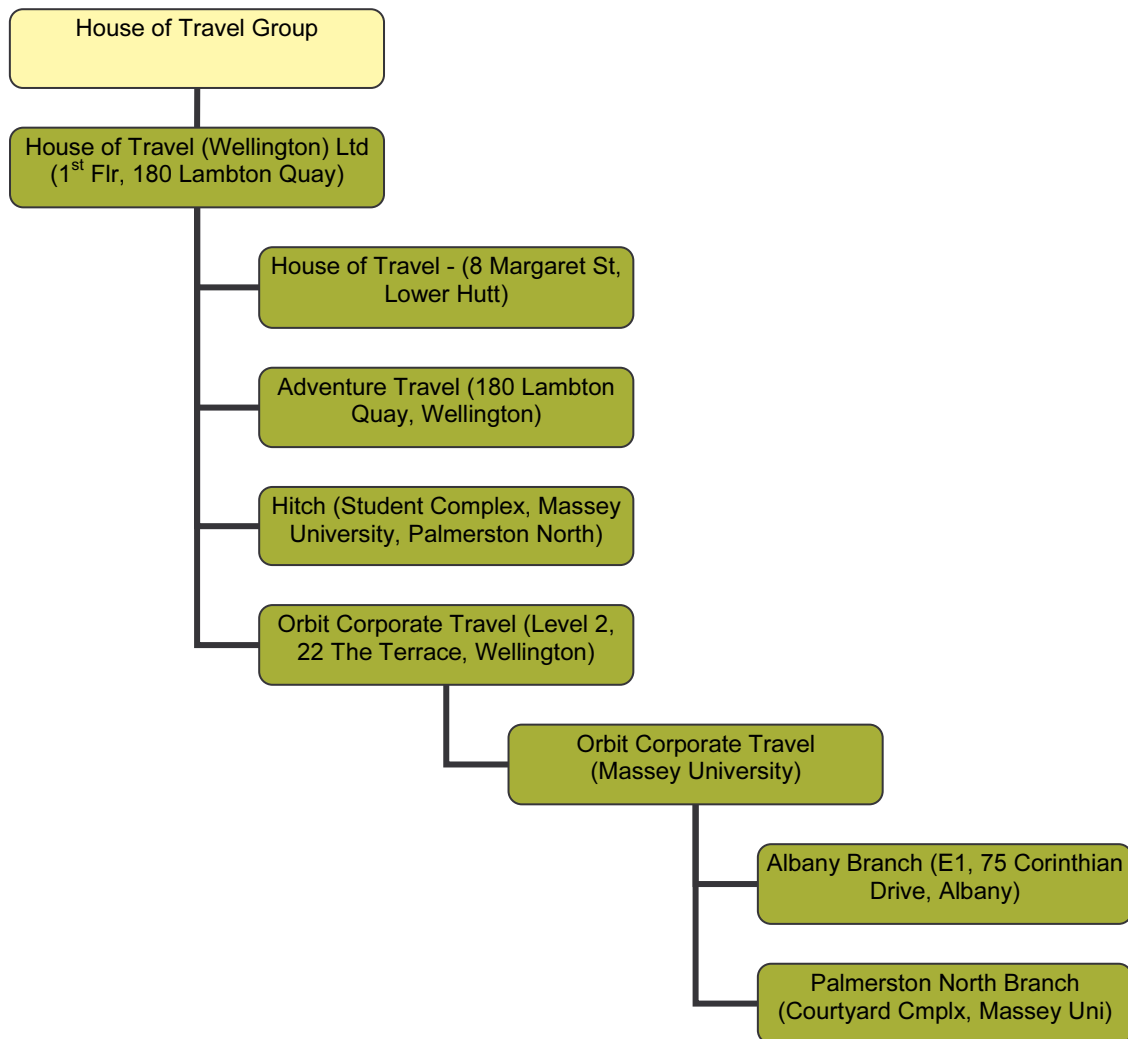 House of Travel Group
House of Travel (Wellington) Ltd
(1st Flr, 180 Lambton Quay)
House of Travel - (8 Margaret St,
Lower Hutt)
Adventure Travel (180 Lambton
Quay, Wellington)
Hitch (Student Complex, Massey
University, Palmerston North)
Orbit Corporate Travel (Level 2,
22 The Terrace, Wellington)
Orbit Corporate Travel
(Massey University)
Albany Branch (E1, 75 Corinthian
Drive, Albany)
Palmerston North Branch
(Courtyard Cmplx, Massey Uni)